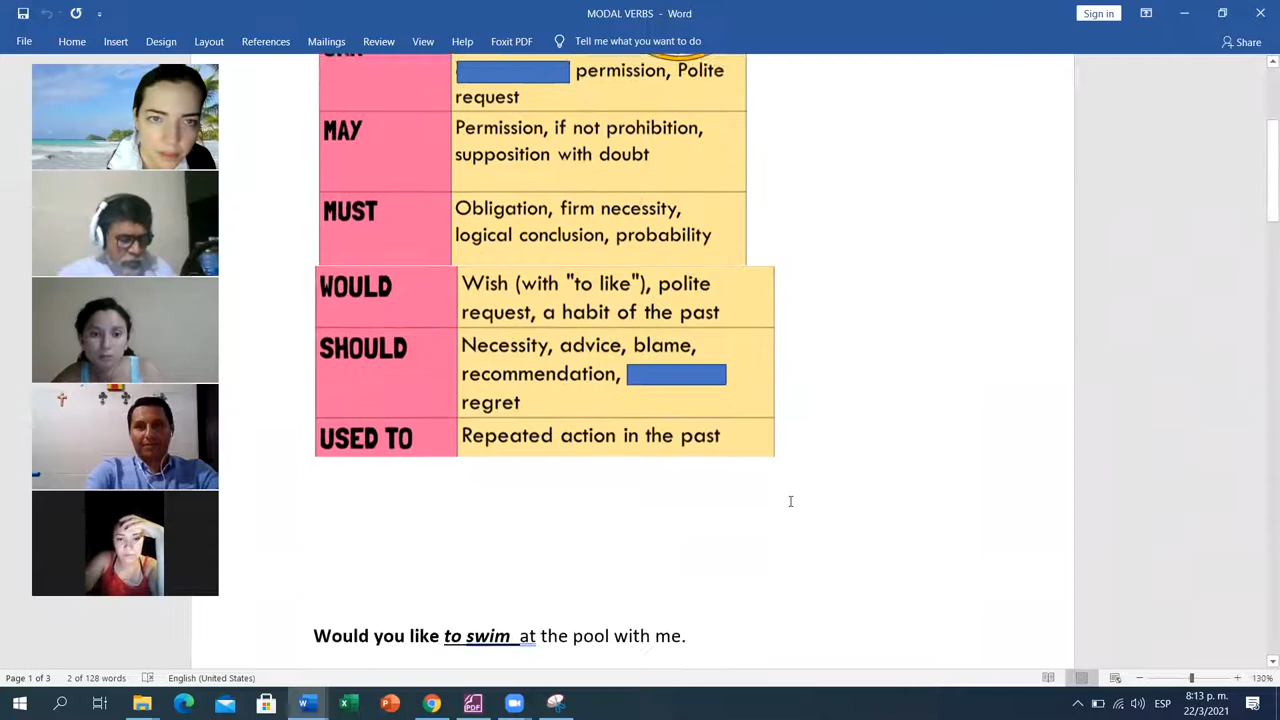 MODAL VERBS - Word
Sign in
File Home Insert Design Layout References Mailings Review View Help Foxit PDF Tell me what you want to do Share
permission, Polite
request
MAY
Permission, if not prohibition,
supposition with doubt
MUST
Obligation, firm necessity,
logical conclusion, probability
WOULD
Wish (with "to like"), polite
request, a habit of the past
SHOULD
Necessity, advice, blame,
recommendation,
regret
USED TO
Repeated action in the past
Would you like to swim at the pool with me.
Page 1 of 3 2 of 128 words English (United States) 130%
ESP
8:13 p. m.
22/3/2021